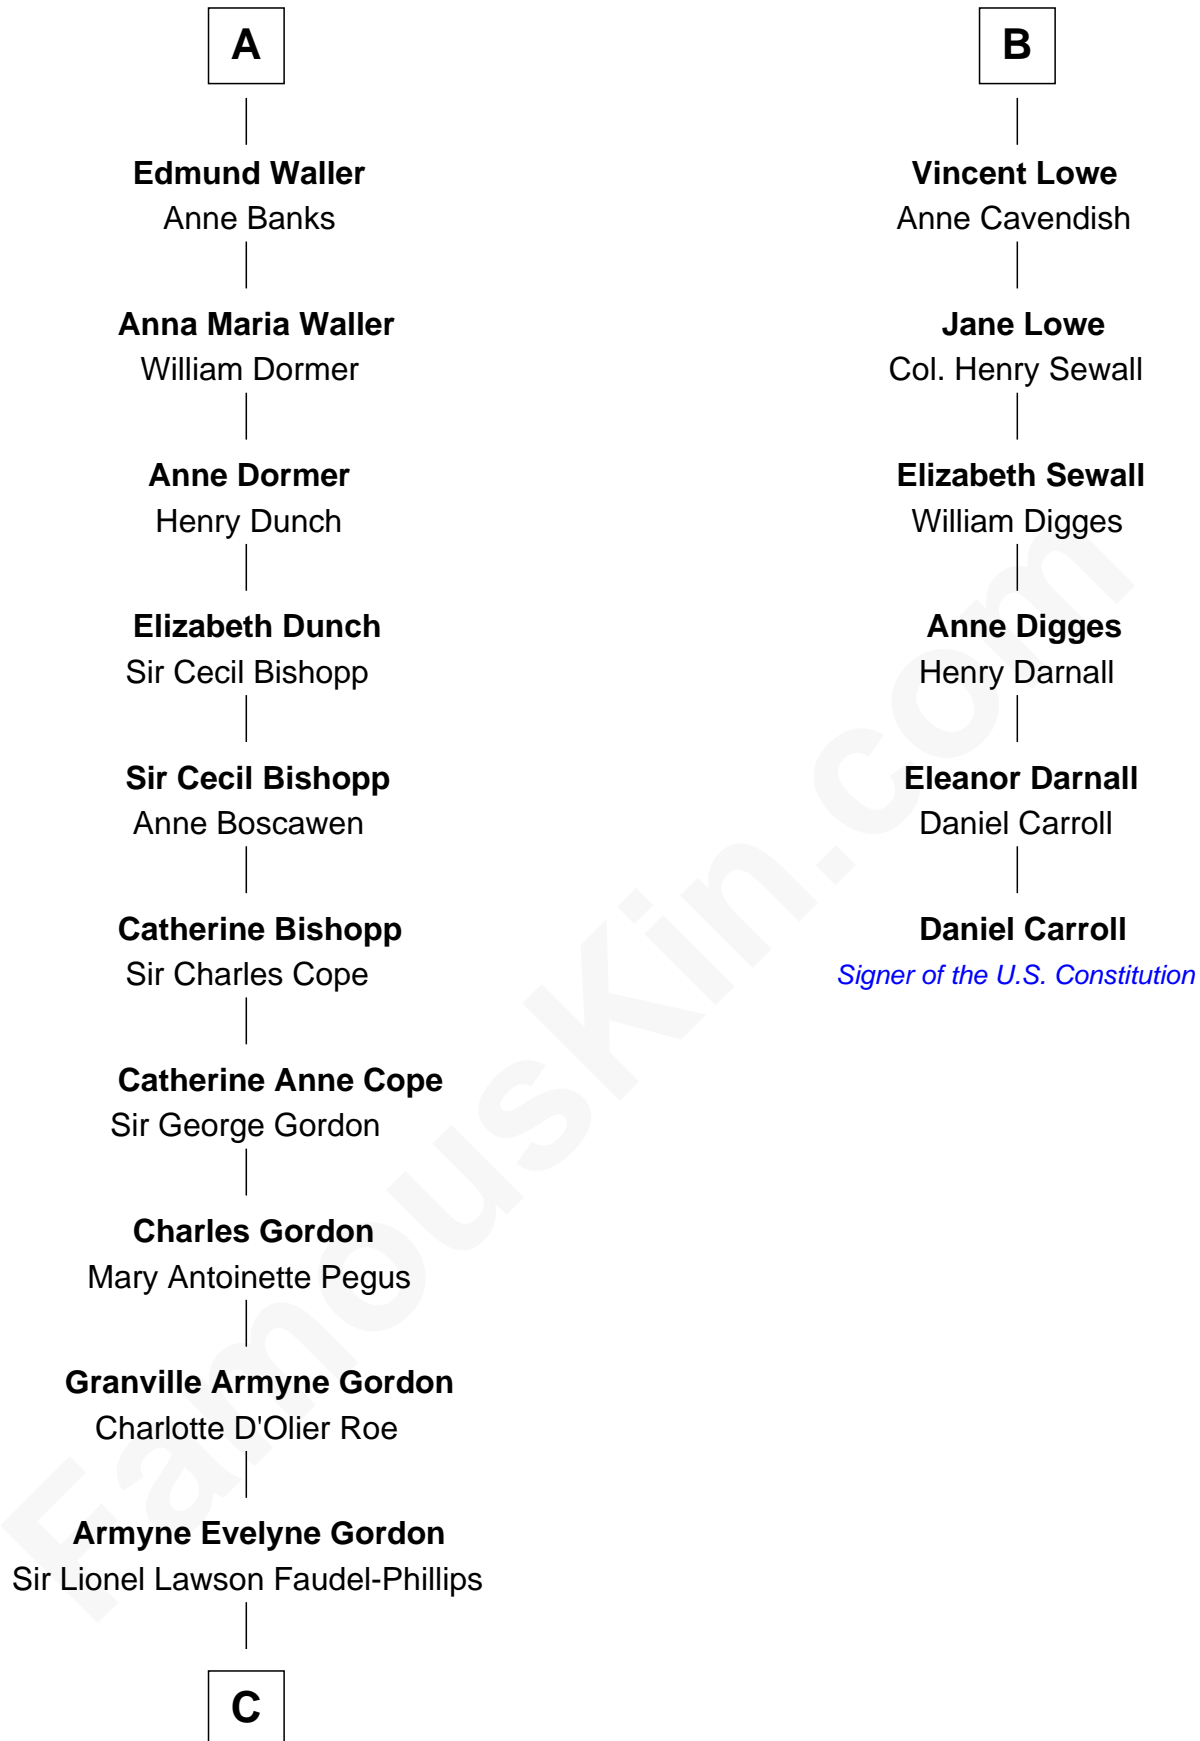 A
Edmund Waller
Anne Banks
Anna Maria Waller
William Dormer
Anne Dormer
Henry Dunch
Elizabeth Dunch
Sir Cecil Bishopp
Sir Cecil Bishopp
Anne Boscawen
Catherine Bishopp
Sir Charles Cope
Catherine Anne Cope
Sir George Gordon
Charles Gordon
Mary Antoinette Pegus
Granville Armyne Gordon
Charlotte D'Olier Roe
Armyne Evelyne Gordon
Sir Lionel Lawson Faudel-Phillips
C
B
Vincent Lowe
Anne Cavendish
Jane Lowe
Col. Henry Sewall
Elizabeth Sewall
William Digges
Anne Digges
Henry Darnall
Eleanor Darnall
Daniel Carroll
Daniel Carroll
Signer of the U.S. Constitution
FamousKin.com